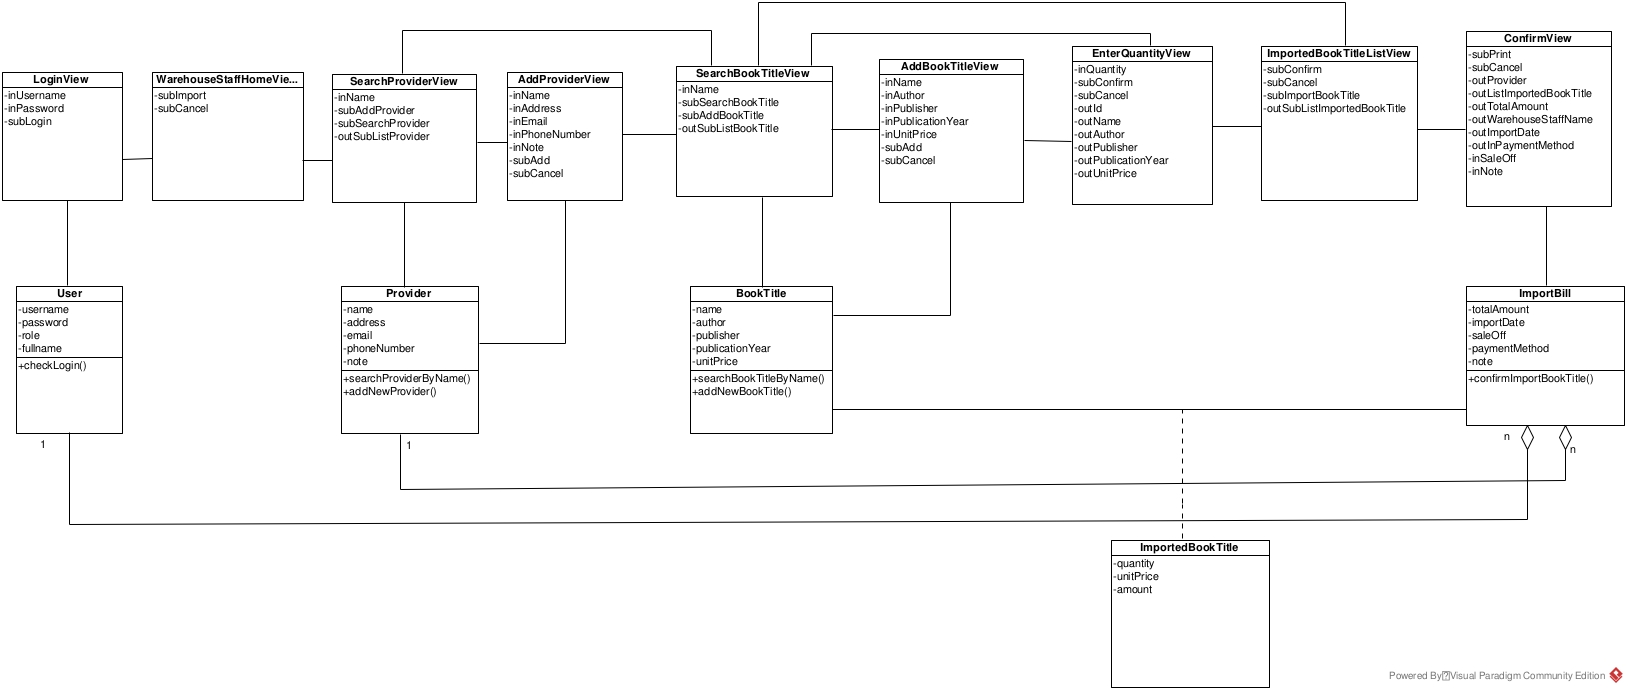 LoginView
-inUsername
-inPassword
-subLogin
WarehouseStaffHomeVie...
-subImport
-subCancel
SearchProviderView
-inName
-subAddProvider
-subSearchProvider
-outSubListProvider
AddProviderView
-inName
-inAddress
-inEmail
-inPhoneNumber
-inNote
-subAdd
-subCancel
SearchBookTitleView
-inName
-subSearchBookTitle
-subAddBookTitle
-outSubListBookTitle
AddBookTitleView
-inName
-inAuthor
-inPublisher
-inPublicationYear
-inUnitPrice
-subAdd
-subCancel
EnterQuantityView
-inQuantity
-subConfirm
-subCancel
-outId
-outName
-outAuthor
-outPublisher
-outPublicationYear
-outUnitPrice
ImportedBookTitleListView
-subConfirm
-subCancel
-subImportBookTitle
-outSubListImportedBookTitle
ConfirmView
-subPrint
-subCancel
-outProvider
-outListImportedBookTitle
-outTotalAmount
-outWarehouseStaffName
-outImportDate
-outInPaymentMethod
-inSaleOff
-inNote
User
-username
-password
-role
-fullname
+checkLogin()
1
Provider
-name
-address
-email
-phoneNumber
-note
+searchProviderByName()
+addNewProvider()
1
BookTitle
-name
-author
-publisher
-publicationYear
-unitPrice
+searchBookTitleByName()
+addNewBookTitle()
ImportBill
-totalAmount
-importDate
-saleOff
-paymentMethod
-note
+confirmImportBookTitle()
n
n
ImportedBookTitle
-quantity
-unitPrice
-amount
Powered By Visual Paradigm Community Edition